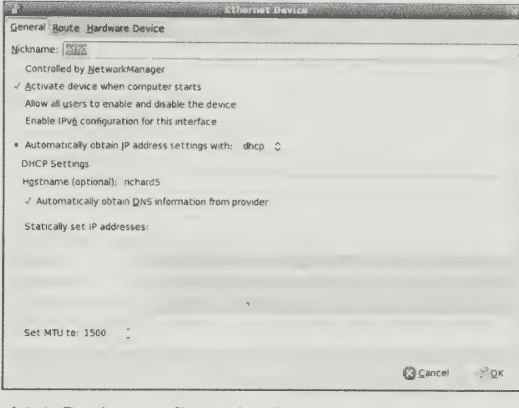 Ethernet Device
General Route Hardware Device
Nickname:
Controlled by NetworkManager
✓ Activate device when computer starts
Allow all users to enable and disable the device
Enable IPv6 configuration for this interface
• Automatically obtain IP address settings with: dhcp
DHCP Settings
Hostname (optional): richard5
✓ Automatically obtain DNS information from provider
Statically set IP addresses:
Set MTU to: 1500
Cancel OK